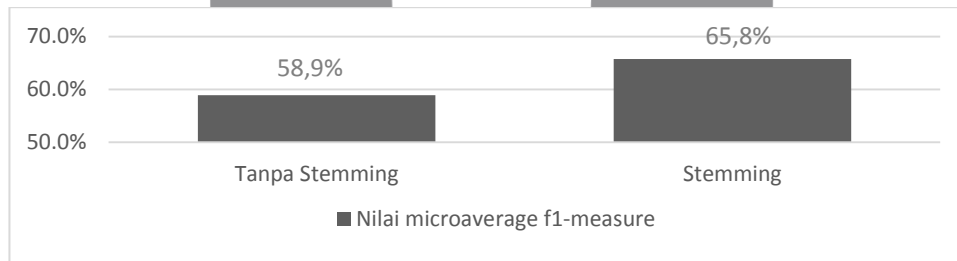 70.0%
65,8%
58,9%
60.0%
50.0%
Tanpa Stemming Stemming
Nilai microaverage f1-measure